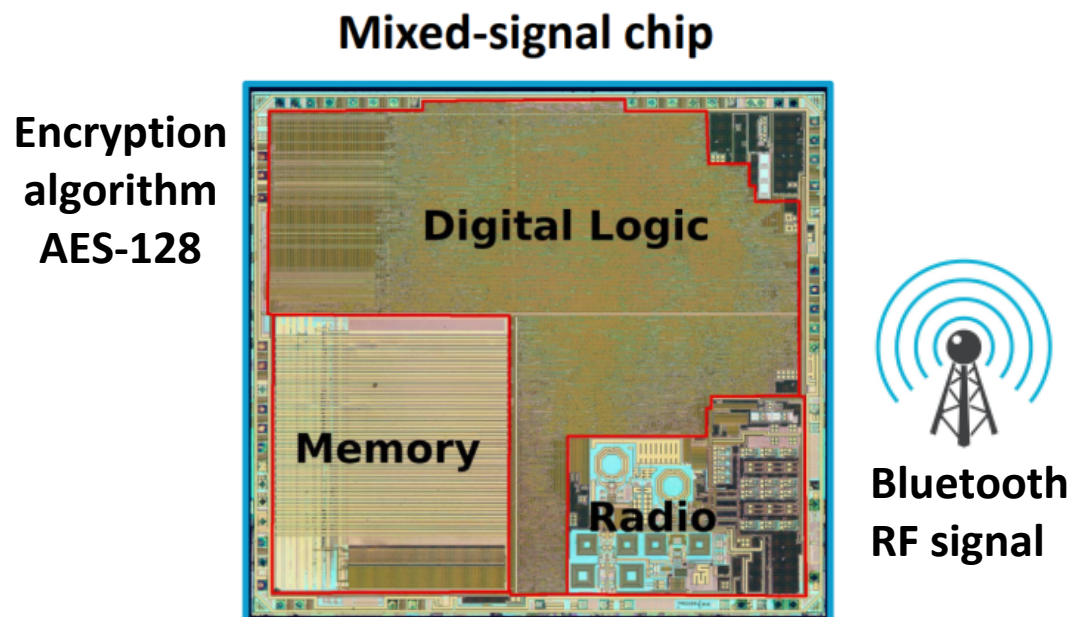 Mixed-signal chip
Encryption
algorithm
AES-128
Digital Logic
Memory
Radio
Bluetooth
RF signal